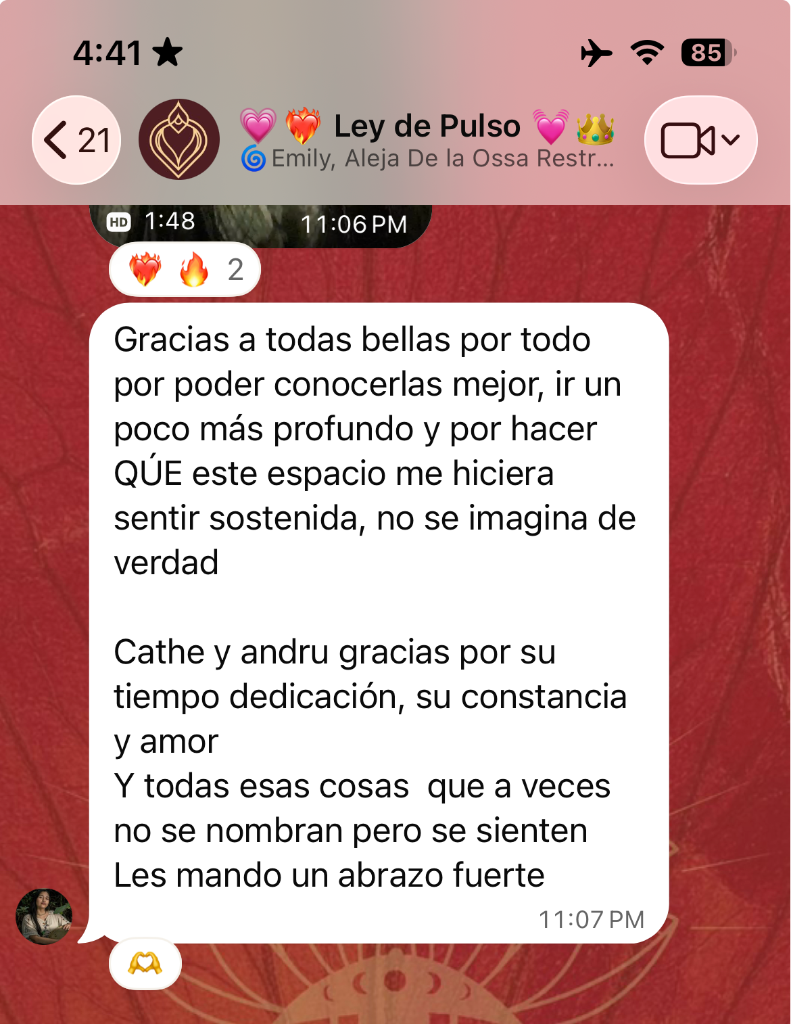 4:41
85
21
Ley de Pulso
Emily, Aleja De la Ossa Restr...
HD 1:48 11:06 PM
2
Gracias a todas bellas por todo
por poder conocerlas mejor, ir un
poco más profundo y por hacer
QÚE este espacio me hiciera
sentir sostenida, no se imagina de
verdad
Cathe y andru gracias por su
tiempo dedicación, su constancia
y amor
Y todas esas cosas  que a veces
no se nombran pero se sienten
Les mando un abrazo fuerte
11:07 PM